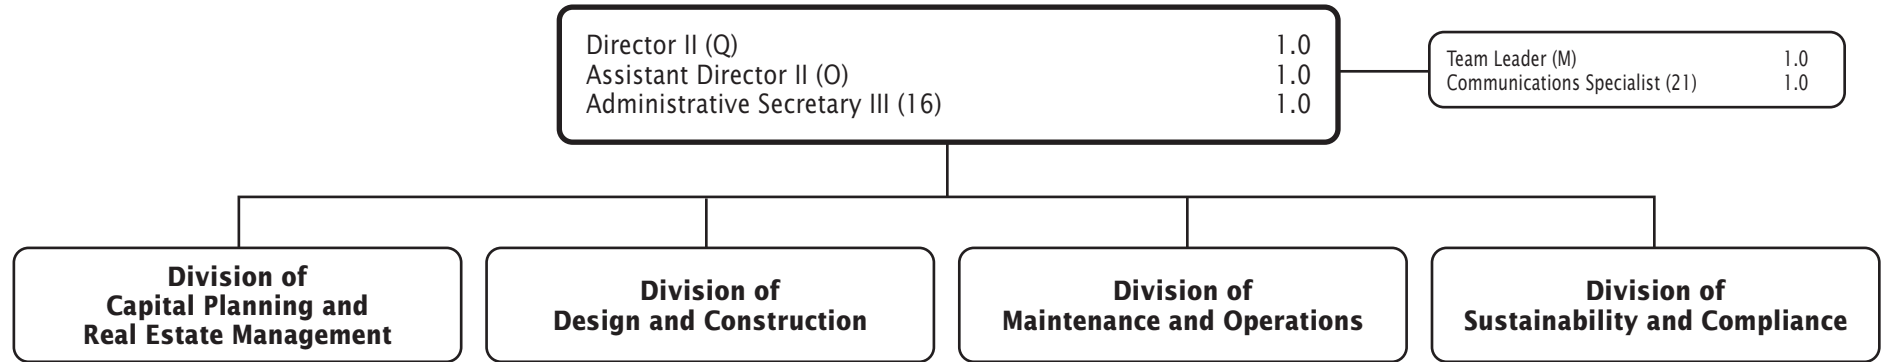 Director II (Q) 1.0
Assistant Director II (O) 1.0
Administrative Secretary III (16) 1.0
Team Leader (M) 1.0
Communications Specialist (21) 1.0
Division of
Capital Planning and
Real Estate Management
Division of
Design and Construction
Division of
Maintenance and Operations
Division of
Sustainability and Compliance